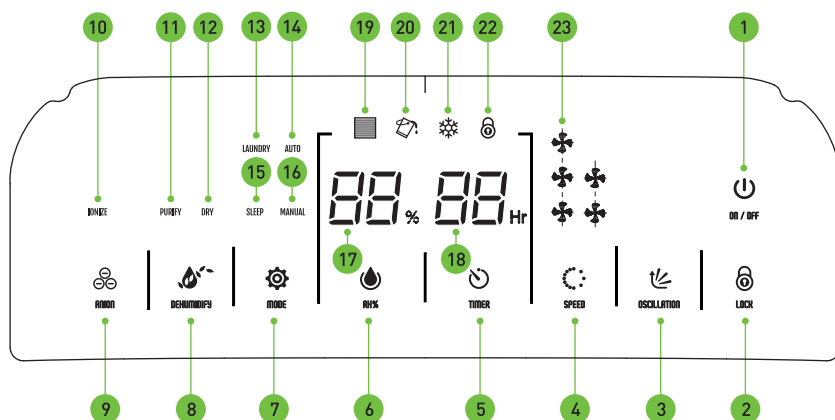 10 11 12 13 14 19 20 21 22 23 1
LAUNDRY AUTO
15 16
IONIZE PURIFY DRY SLEEP MANUAL 88 % 88 Hr ON / OFF
17 18
ANION DEHUMIDIFY MODE RH% TIMER SPEED OSCILLATION LOCK
9 8 7 6 5 4 3 2